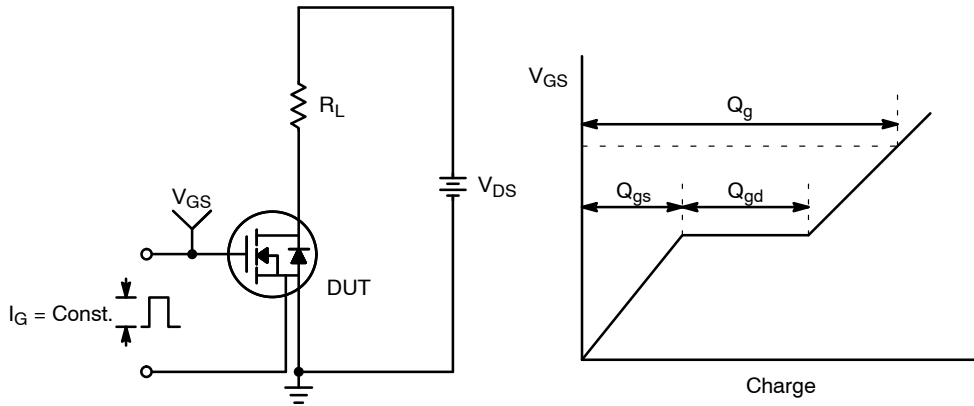 R_L
V_GS
V_DS
DUT
I_G = Const.
V_GS
Q_g
Q_gs
Q_gd
Charge